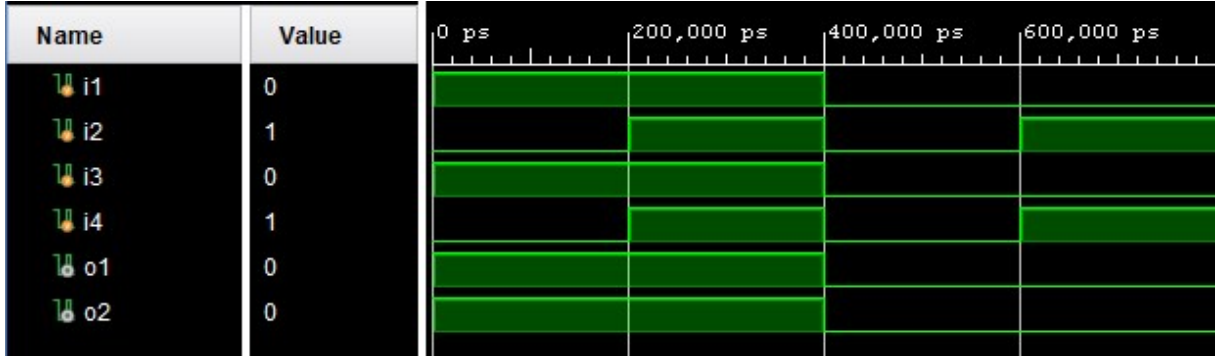 Name Value 0 ps 200,000 ps 400,000 ps 600,000 ps
i1 0
i2 1
i3 0
i4 1
o1 0
o2 0